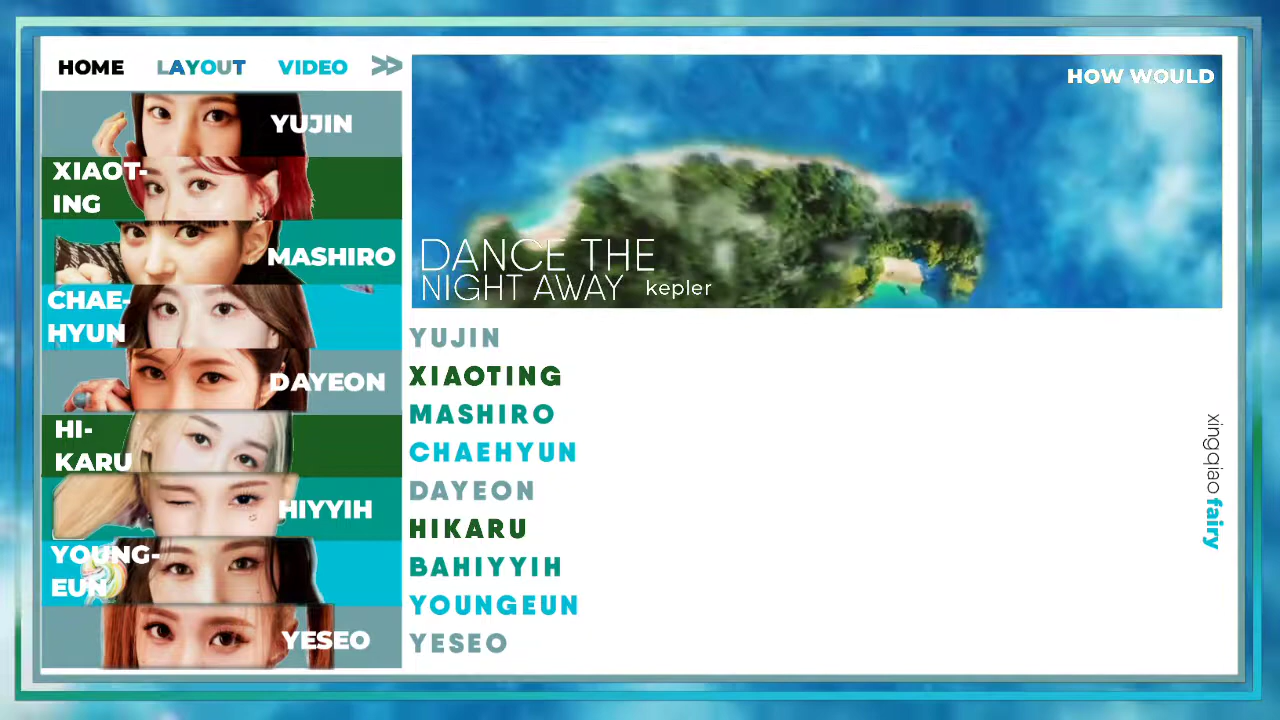 HOME LAYOUT VIDEO >>
YUJIN
XIAOT-
ING
MASHIRO
CHAE-
HYUN
DAYEON
HI-
KARU
HIYYIH
YOUNG-
EUN
YESEO
HOW WOULD
DANCE THE
NIGHT AWAY kepler
YUJIN
XIAOTING
MASHIRO
CHAEHYUN
DAYEON
HIKARU
BAHIYYIH
YOUNGEUN
YESEO
xingqiao fairy